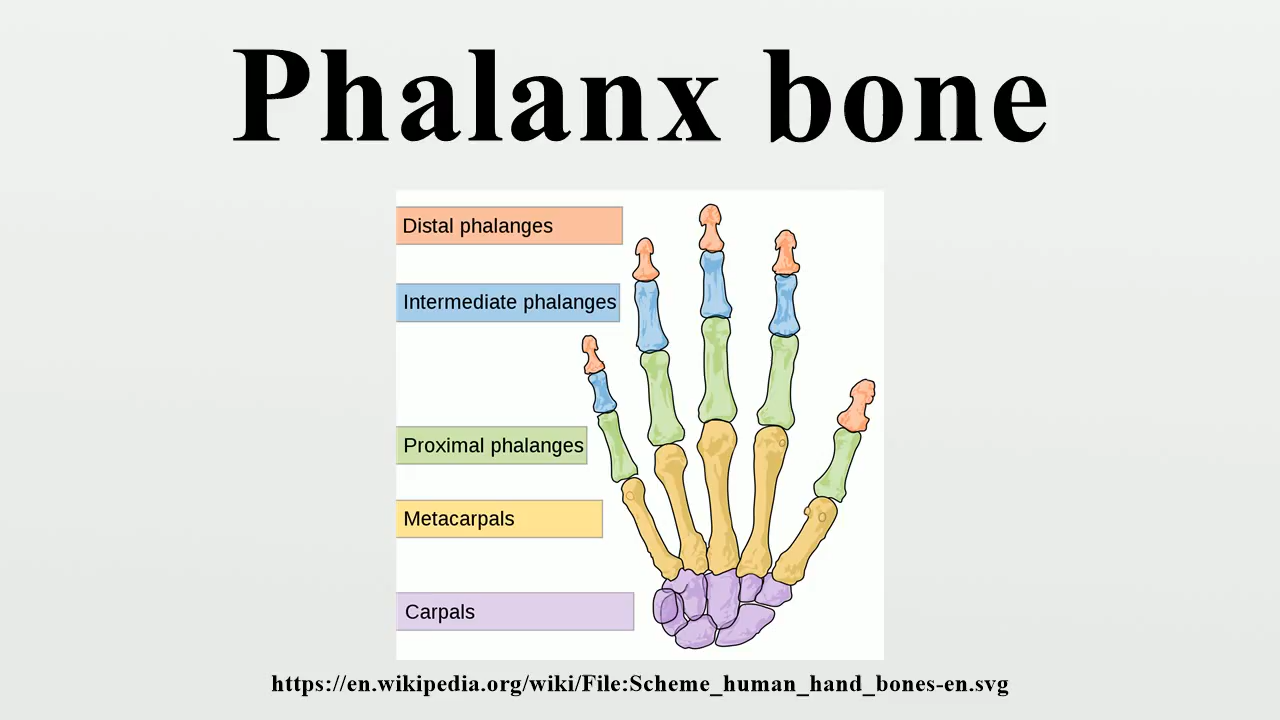 Phalanx bone
Distal phalanges
Intermediate phalanges
Proximal phalanges
Metacarpals
Carpals
https://en.wikipedia.org/wiki/File:Scheme_human_hand_bones-en.svg